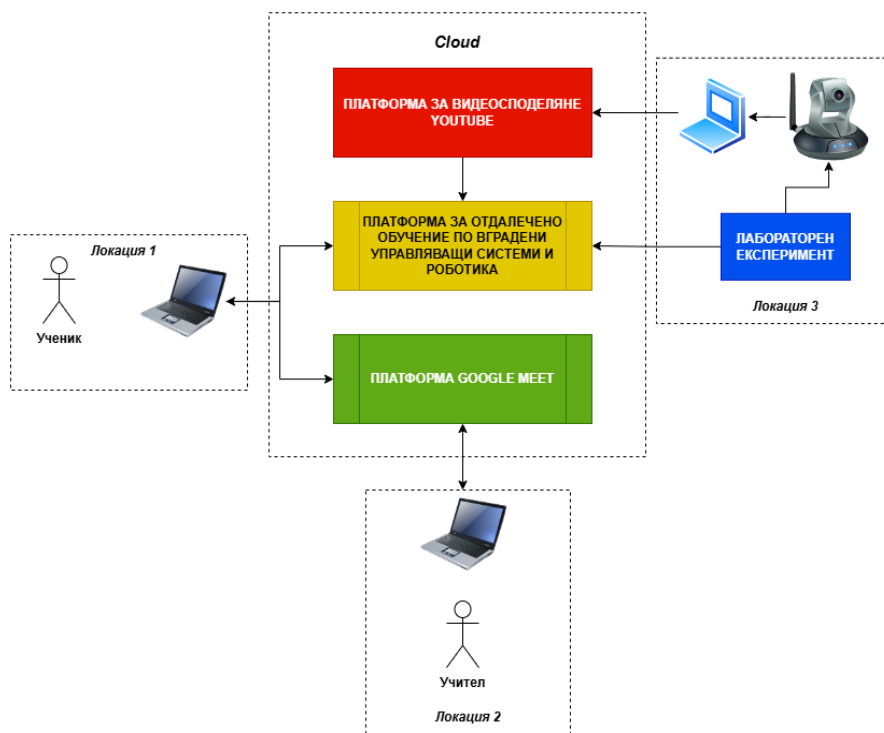 Cloud
ПЛАТФОРМА ЗА ВИДЕОСПОДЕЛЯНЕ
YOUTUBE
ПЛАТФОРМА ЗА ОТДАЛЕЧЕНО
ОБУЧЕНИЕ ПО ВГРАДЕНИ
УПРАВЛЯВАЩИ СИСТЕМИ И
РОБОТИКА
ЛАБОРАТОРЕН
ЕКСПЕРИМЕНТ
Локация 3
Локация 1
Ученик
ПЛАТФОРМА GOOGLE MEET
Учител
Локация 2